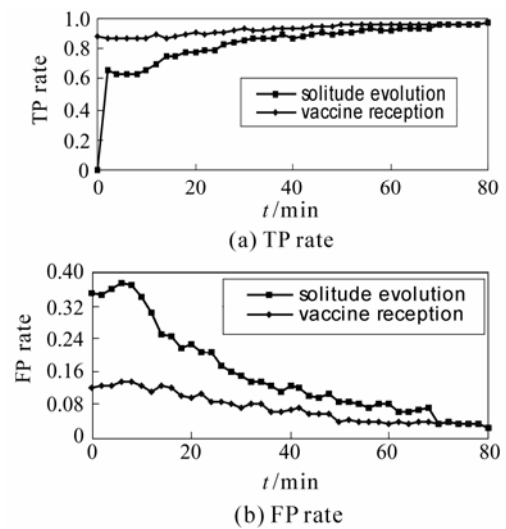 1.0
0.8
0.6
0.4
0.2
0
TP rate
solitude evolution
vaccine reception
0 20 40 60 80
t/min
(a) TP rate
0.40
0.32
0.24
0.16
0.08
0
FP rate
solitude evolution
vaccine reception
0 20 40 60 80
t/min
(b) FP rate